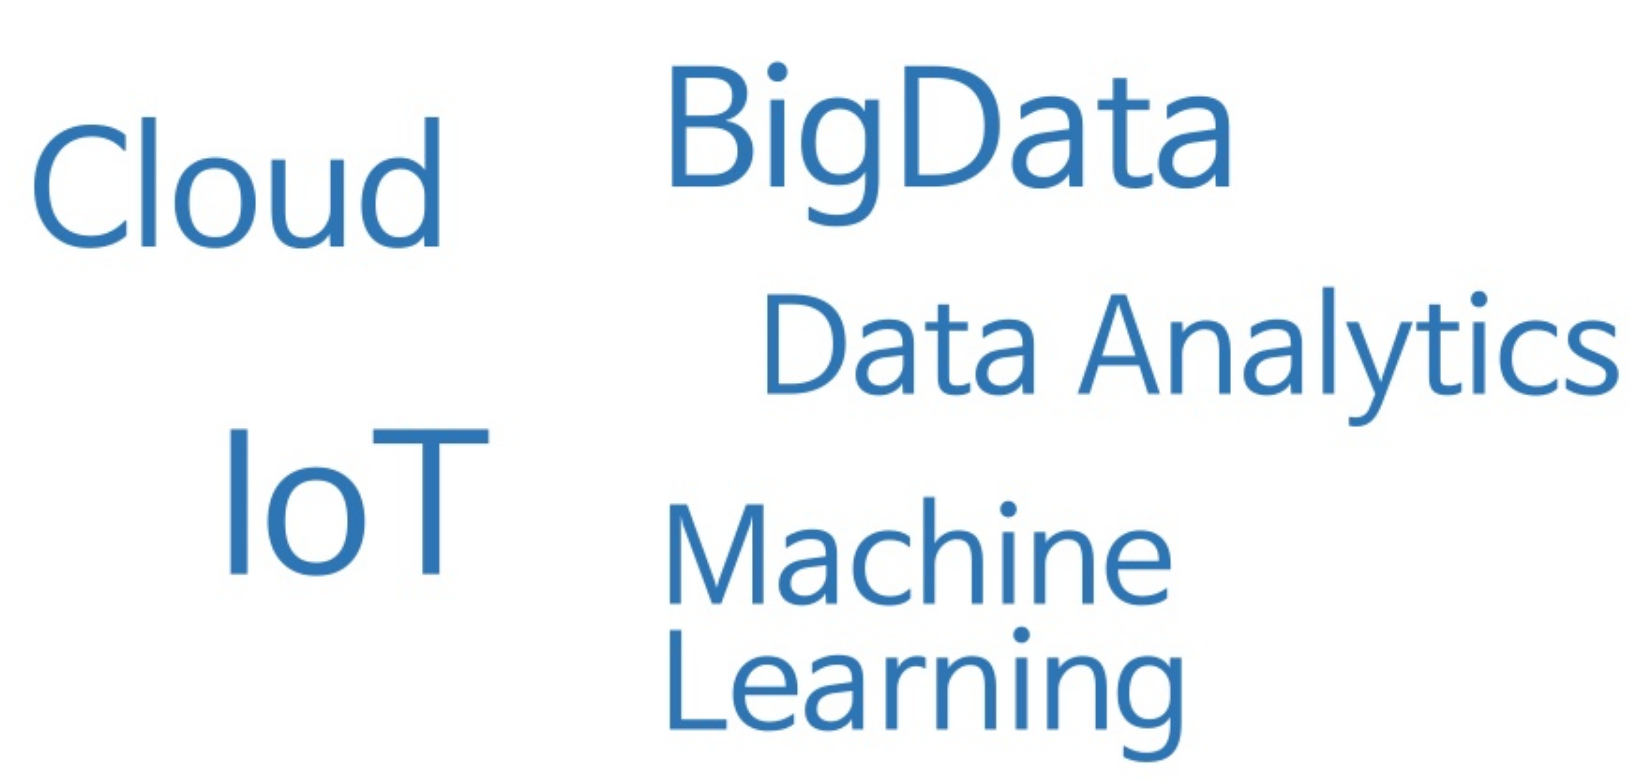 Cloud
BigData
Data Analytics
IoT
Machine
Learning